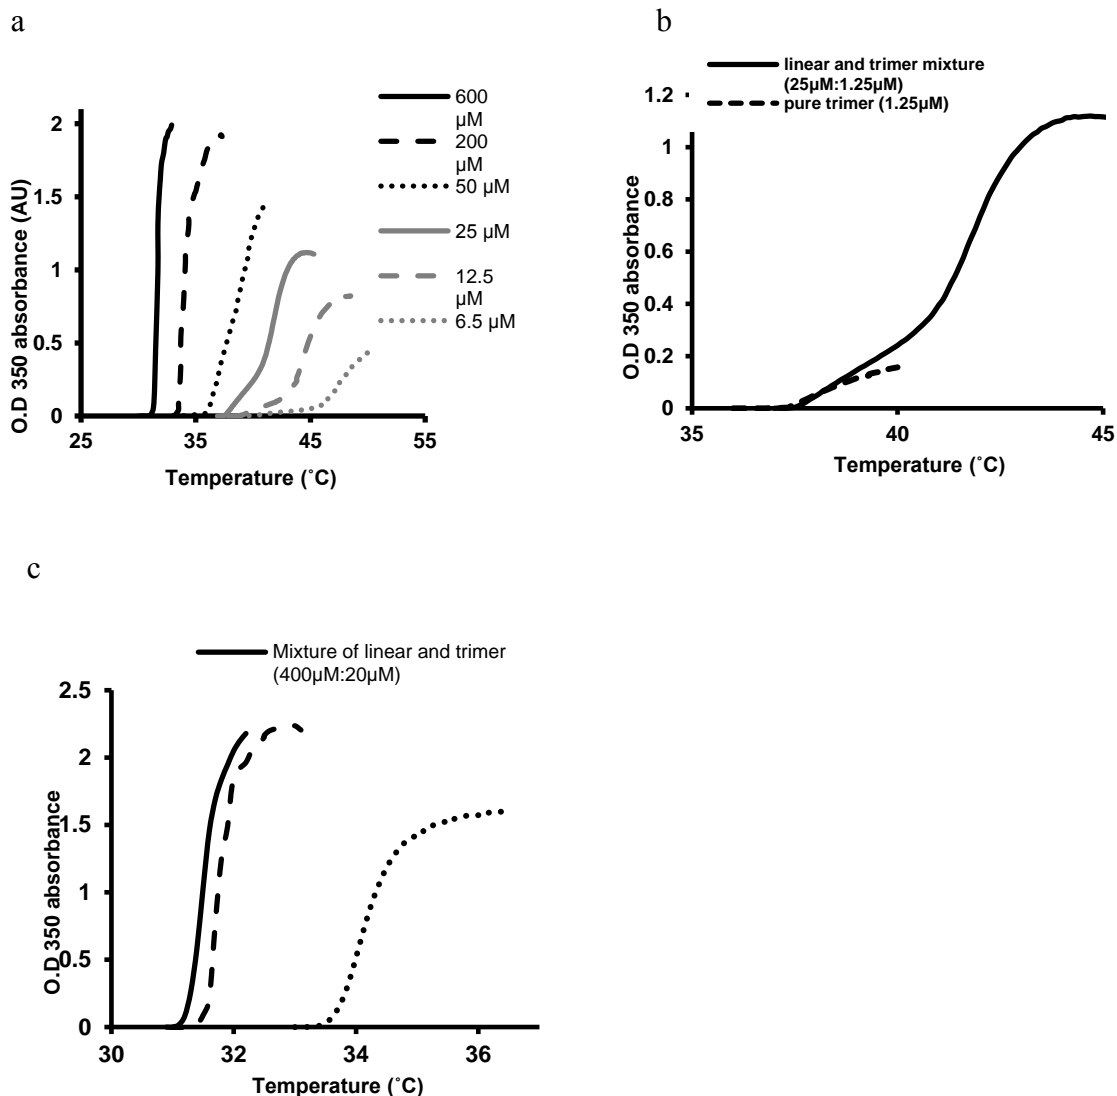 a
600
µM
200
µM
50 µM
25 µM
12.5
µM
6.5 µM
2
1.5
1
0.5
0
O.D 350 absorbance (AU)
25 35 45 55
Temperature (˚C)
b
linear and trimer mixture
(25µM:1.25µM)
pure trimer (1.25µM)
1.2
1
0.8
0.6
0.4
0.2
0
O.D 350 absorbance
35 40 45
Temperature (˚C)
c
Mixture of linear and trimer
(400µM:20µM)
2.5
2
1.5
1
0.5
0
O.D 350 absorbance
30 32 34 36
Temperature (˚C)